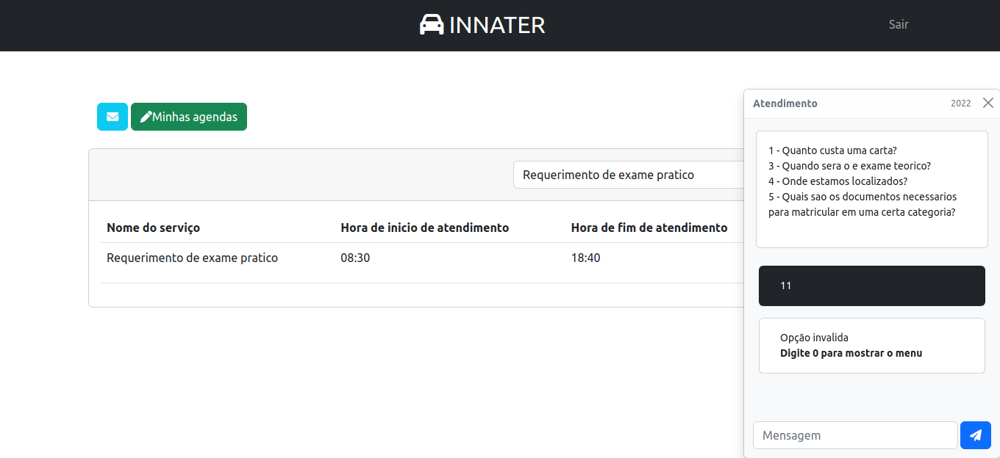 INNATER
Sair
Minhas agendas
Requerimento de exame pratico
Nome do serviço Hora de inicio de atendimento Hora de fim de atendimento
Requerimento de exame pratico 08:30 18:40
Atendimento 2022
1 - Quanto custa uma carta?
3 - Quando sera o e exame teorico?
4 - Onde estamos localizados?
5 - Quais sao os documentos necessarios
para matricular em uma certa categoria?
11
Opção invalida
Digite 0 para mostrar o menu
Mensagem